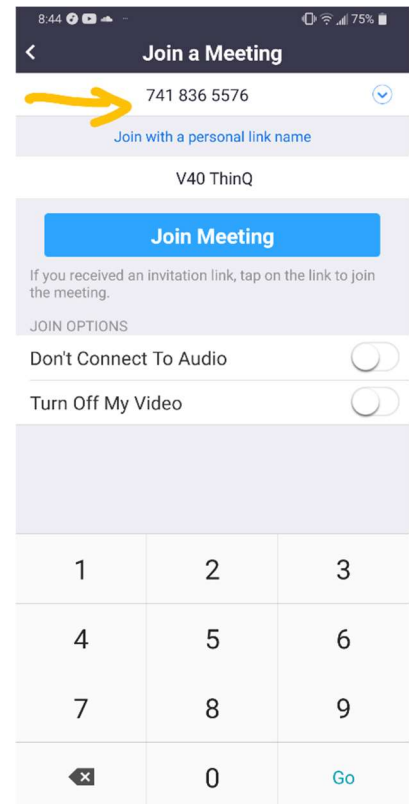 8:44 75%
Join a Meeting
741 836 5576
Join with a personal link name
V40 ThinQ
Join Meeting
If you received an invitation link, tap on the link to join
the meeting.
JOIN OPTIONS
Don't Connect To Audio
Turn Off My Video
1 2 3
4 5 6
7 8 9
0 Go